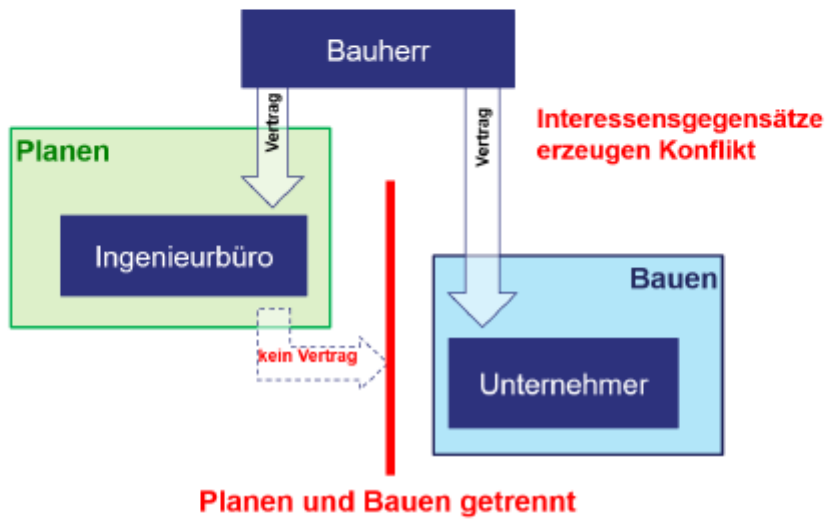 Bauherr
Vertrag
Vertrag
Interessensgegensätze
erzeugen Konflikt
Planen
Ingenieurbüro
Bauen
kein Vertrag
Unternehmer
Planen und Bauen getrennt